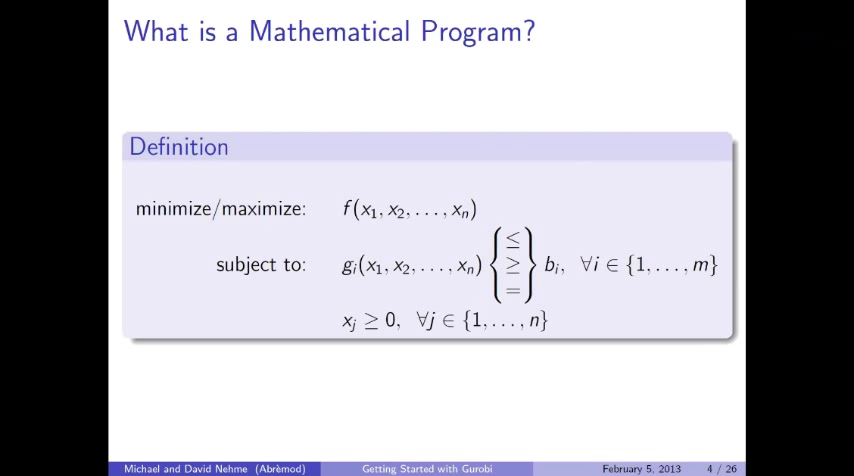 What is a Mathematical Program?
Definition
minimize/maximize: f(x₁, x₂, . . . , xₙ)
subject to: gᵢ(x₁, x₂, . . . , xₙ) { ≤ ≥ = } bᵢ, ∀i ∈ {1, . . . , m}
xⱼ ≥ 0, ∀j ∈ {1, . . . , n}
Michael and David Nehme (Abrèmod) Getting Started with Gurobi February 5, 2013 4 / 26